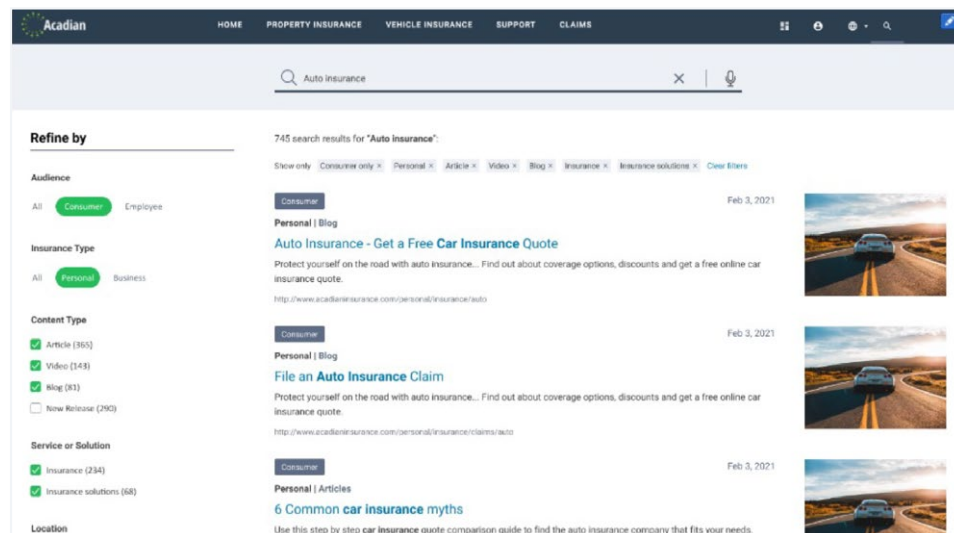 Acadian
HOME PROPERTY INSURANCE VEHICLE INSURANCE SUPPORT CLAIMS
Auto insurance
Refine by
Audience
All Consumer Employee
Insurance Type
All Personal Business
Content Type
Article (365)
Video (143)
Blog (81)
New Release (290)
Service or Solution
Insurance (234)
Insurance solutions (68)
Location
745 search results for "Auto insurance":
Show only Consumer only × Personal × Article × Video × Blog × Insurance × Insurance solutions × Clear filters
Consumer Feb 3, 2021
Personal | Blog
Auto Insurance - Get a Free Car Insurance Quote
Protect yourself on the road with auto insurance... Find out about coverage options, discounts and get a free online car
insurance quote.
http://www.acadianinsurance.com/personal/insurance/auto
Consumer Feb 3, 2021
Personal | Blog
File an Auto Insurance Claim
Protect yourself on the road with auto insurance... Find out about coverage options, discounts and get a free online car
insurance quote.
http://www.acadianinsurance.com/personal/insurance/claims/auto
Consumer Feb 3, 2021
Personal | Articles
6 Common car insurance myths
Use this step by step car insurance quote comparison guide to find the auto insurance company that fits your needs.